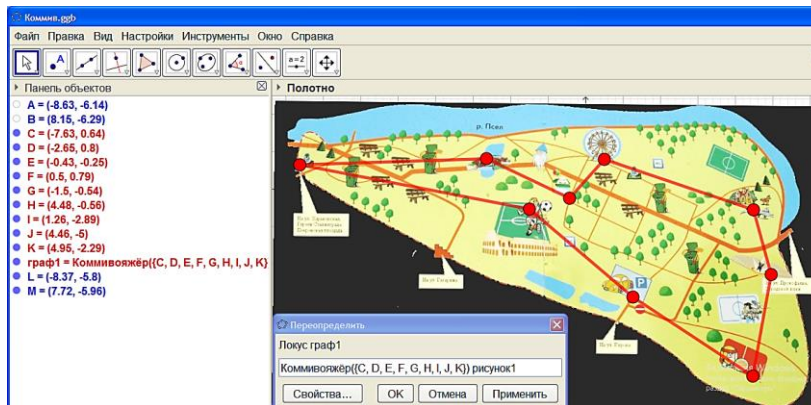 Коммив.ggb
Файл Правка Вид Настройки Инструменты Окно Справка
A
a=2
Панель объектов
Полотно
A = (-8.63, -6.14)
B = (8.15, -6.29)
C = (-7.63, 0.64)
D = (-2.65, 0.8)
E = (-0.43, -0.25)
F = (0.5, 0.79)
G = (-1.5, -0.54)
H = (4.48, -0.56)
I = (1.26, -2.89)
J = (4.46, -5)
K = (4.95, -2.29)
граф1 = Коммивояжёр({C, D, E, F, G, H, I, J, K}
L = (-8.37, -5.8)
M = (7.72, -5.96)
р. Псел
P
Переопределить
Локус граф1
Коммивояжёр({C, D, E, F, G, H, I, J, K}) рисунок1
Свойства...
OK
Отмена
Применить